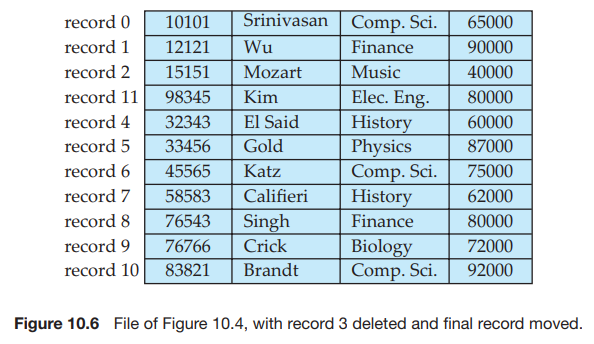 record 0 10101 Srinivasan Comp. Sci. 65000
record 1 12121 Wu Finance 90000
record 2 15151 Mozart Music 40000
record 11 98345 Kim Elec. Eng. 80000
record 4 32343 El Said History 60000
record 5 33456 Gold Physics 87000
record 6 45565 Katz Comp. Sci. 75000
record 7 58583 Califieri History 62000
record 8 76543 Singh Finance 80000
record 9 76766 Crick Biology 72000
record 10 83821 Brandt Comp. Sci. 92000
Figure 10.6 File of Figure 10.4, with record 3 deleted and final record moved.